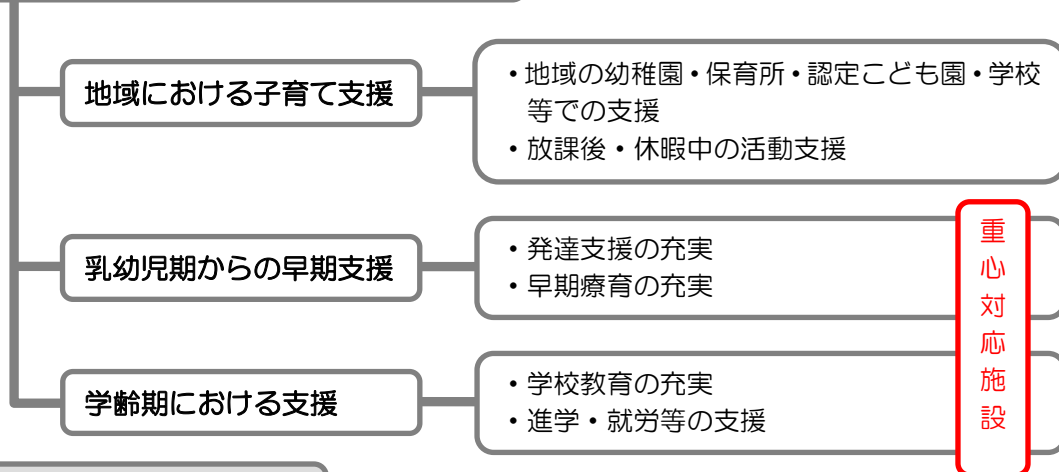 地域における子育て支援
・地域の幼稚園・保育所・認定こども園・学校
等での支援
・放課後・休暇中の活動支援
乳幼児期からの早期支援
・発達支援の充実
・早期療育の充実
学齢期における支援
・学校教育の充実
・進学・就労等の支援
重心対応施設